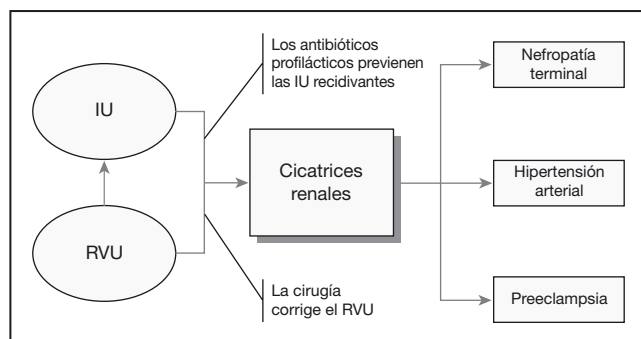 Los antibióticos
profilácticos previenen
las IU recidivantes
IU
RVU
Cicatrices
renales
La cirugía
corrige el RVU
Nefropatía
terminal
Hipertensión
arterial
Preeclampsia